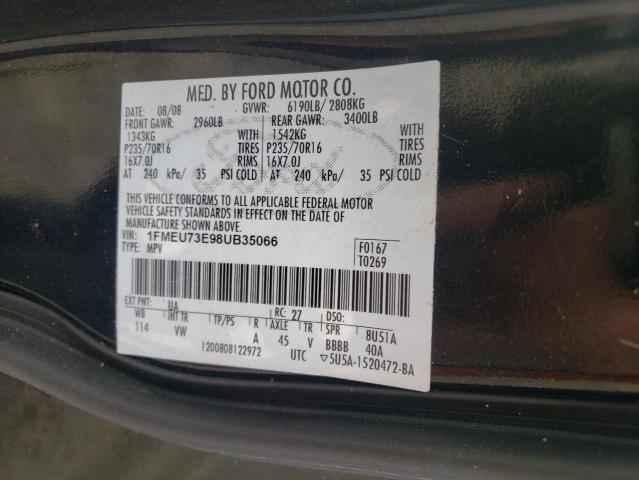 MFD. BY FORD MOTOR CO.
DATE: 08/08 GVWR: 6190LB/ 2808KG
FRONT GAWR: 2960LB REAR GAWR: 3400LB
1343KG WITH 1542KG WITH
P235/70R16 TIRES P235/70R16 TIRES
16X7.0J RIMS 16X7.0J RIMS
AT 240 kPa/ 35 PSI COLD AT 240 kPa/ 35 PSI COLD
THIS VEHICLE CONFORMS TO ALL APPLICABLE FEDERAL MOTOR
VEHICLE SAFETY STANDARDS IN EFFECT ON THE DATE OF
MANUFACTURE SHOWN ABOVE.
VIN: 1FMEU73E98UB35066 F0167
TYPE: MPV T0269
EXT PNT: UA RC: 27 DSO:
WB INT TR TP/PS R AXLE TR SPR 8U51A
114 VW A 45 V BBBB 40A
1200808122972 UTC ▽5U5A-1520472-BA